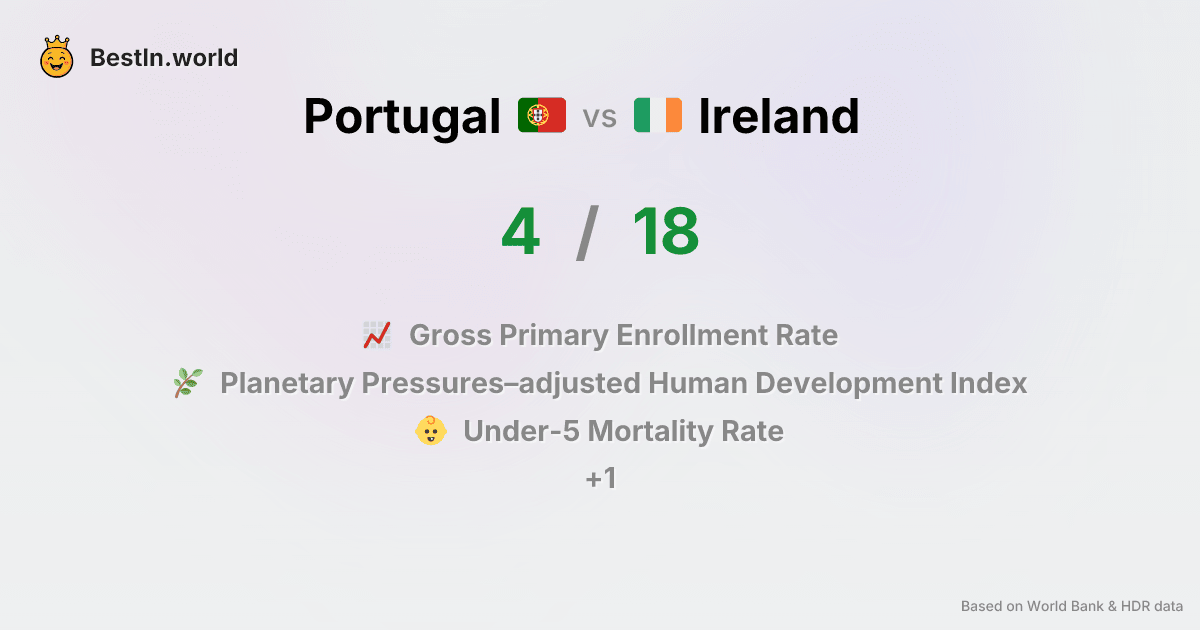 BestIn.world
Portugal vs Ireland
4 / 18
Gross Primary Enrollment Rate
Planetary Pressures–adjusted Human Development Index
Under-5 Mortality Rate
+1
Based on World Bank & HDR data